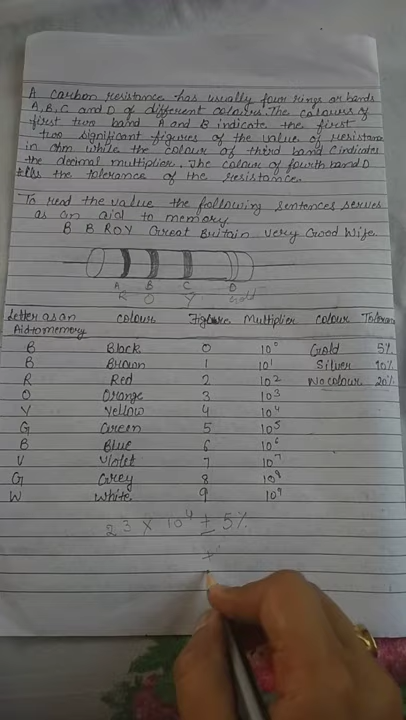 A carbon resistance has usually four rings or bands
A, B, C and D of different colours. The colours of
first two band A and B indicate the first
two significant figures of the value of resistance
in ohm while the colour of third band C indicates
the decimal multiplier. The colour of fourth band D
tells the tolerance of the resistance.
To read the value the following sentences serves
as an aid to memory
B B ROY Great Britain Very Good Wife.
A B C D
R O Y Gold
Letter as an Aid to memory Colour Figure Multiplier Colour Tolerance
B Black 0 10⁰ Gold 5%
B Brown 1 10¹ Silver 10%
R Red 2 10² No colour 20%
O Orange 3 10³
Y Yellow 4 10⁴
G Green 5 10⁵
B Blue 6 10⁶
V Violet 7 10⁷
G Grey 8 10⁸
W White 9 10⁹
23 × 10⁴ ± 5%